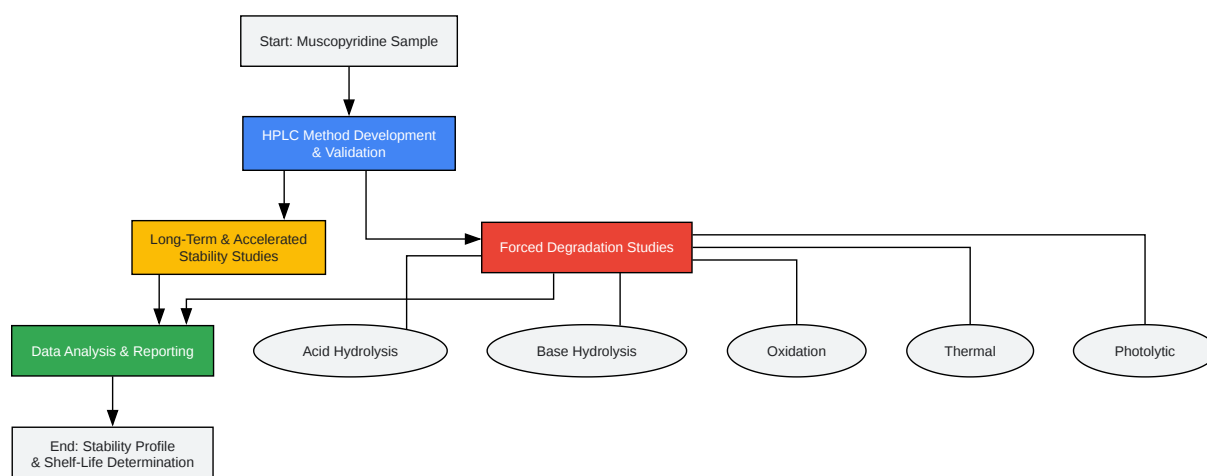 Start: Muscopyridine Sample
HPLC Method Development
& Validation
Long-Term & Accelerated
Stability Studies
Forced Degradation Studies
Data Analysis & Reporting
Acid Hydrolysis
Base Hydrolysis
Oxidation
Thermal
Photolytic
End: Stability Profile
& Shelf-Life Determination